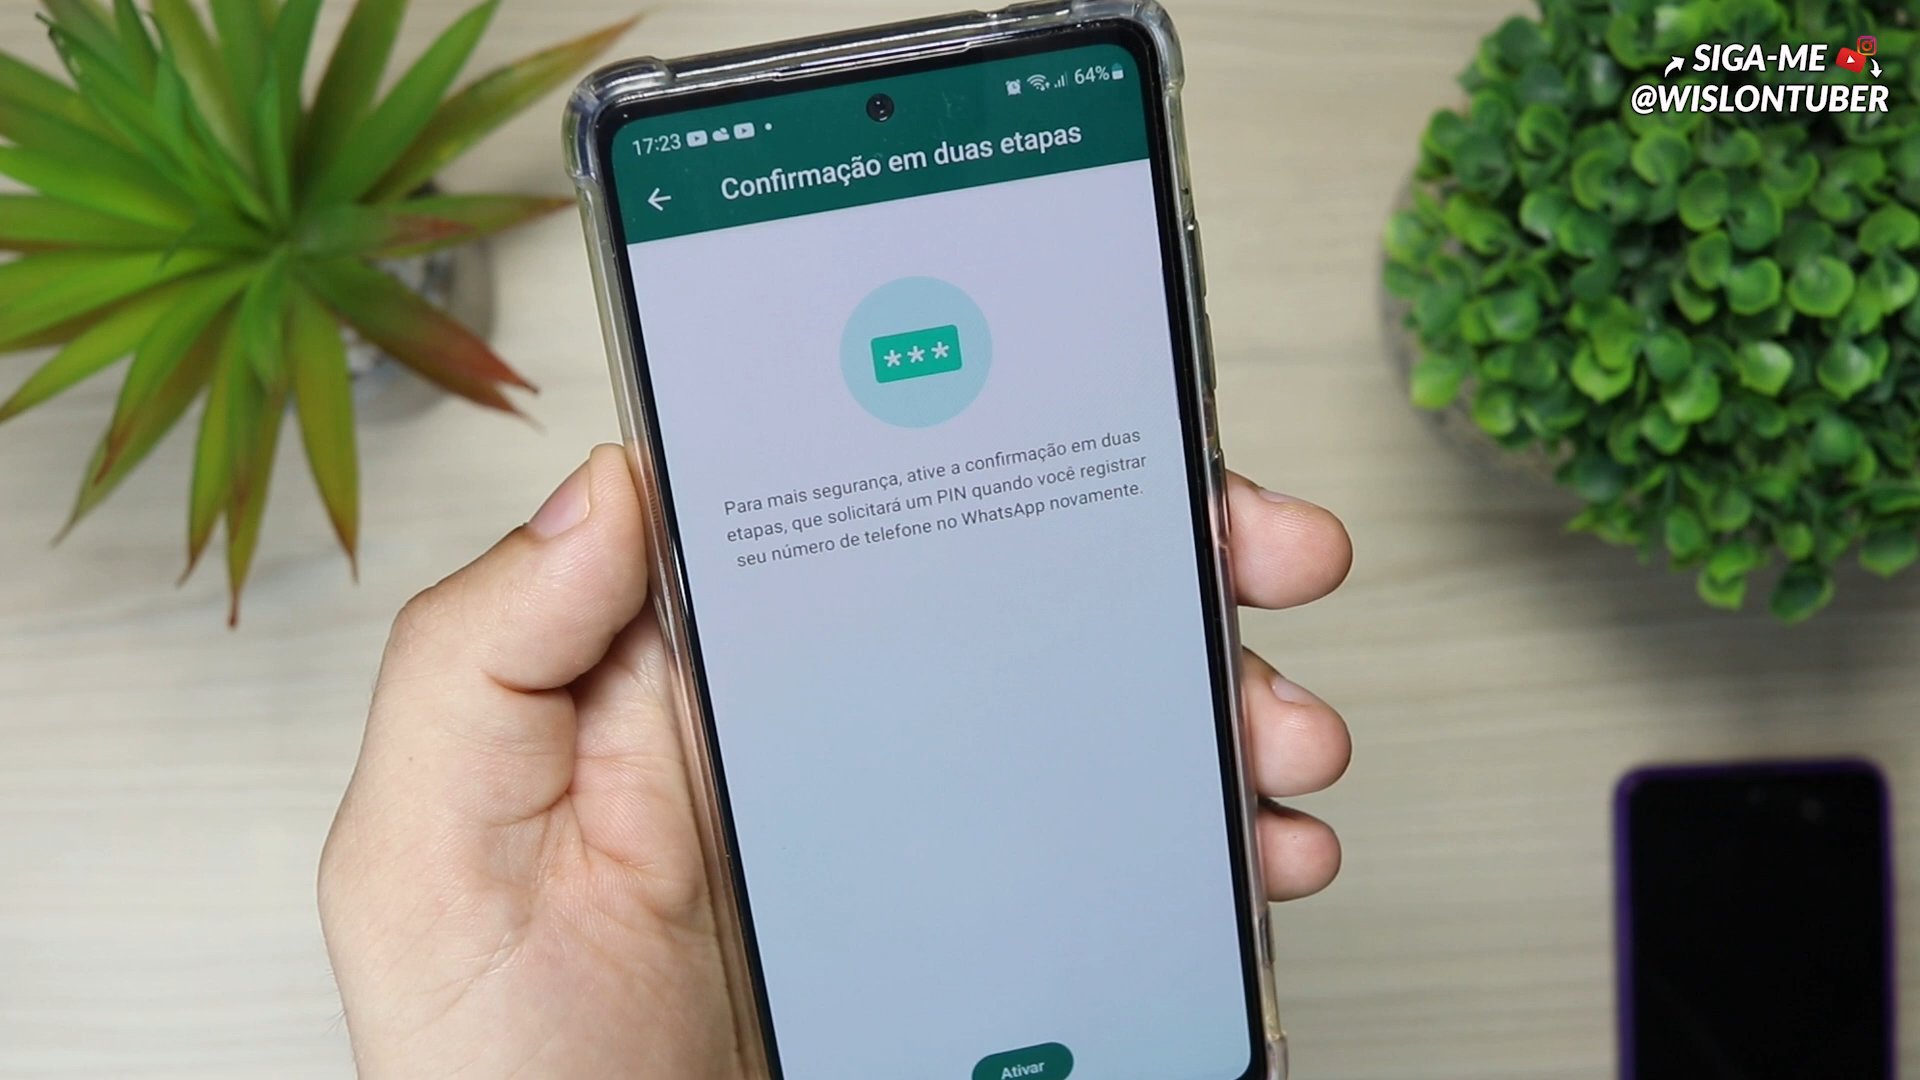 SIGA-ME
@WISLONTUBER
17:23 64%
Confirmação em duas etapas
***
Para mais segurança, ative a confirmação em duas
etapas, que solicitará um PIN quando você registrar
seu número de telefone no WhatsApp novamente.
Ativar